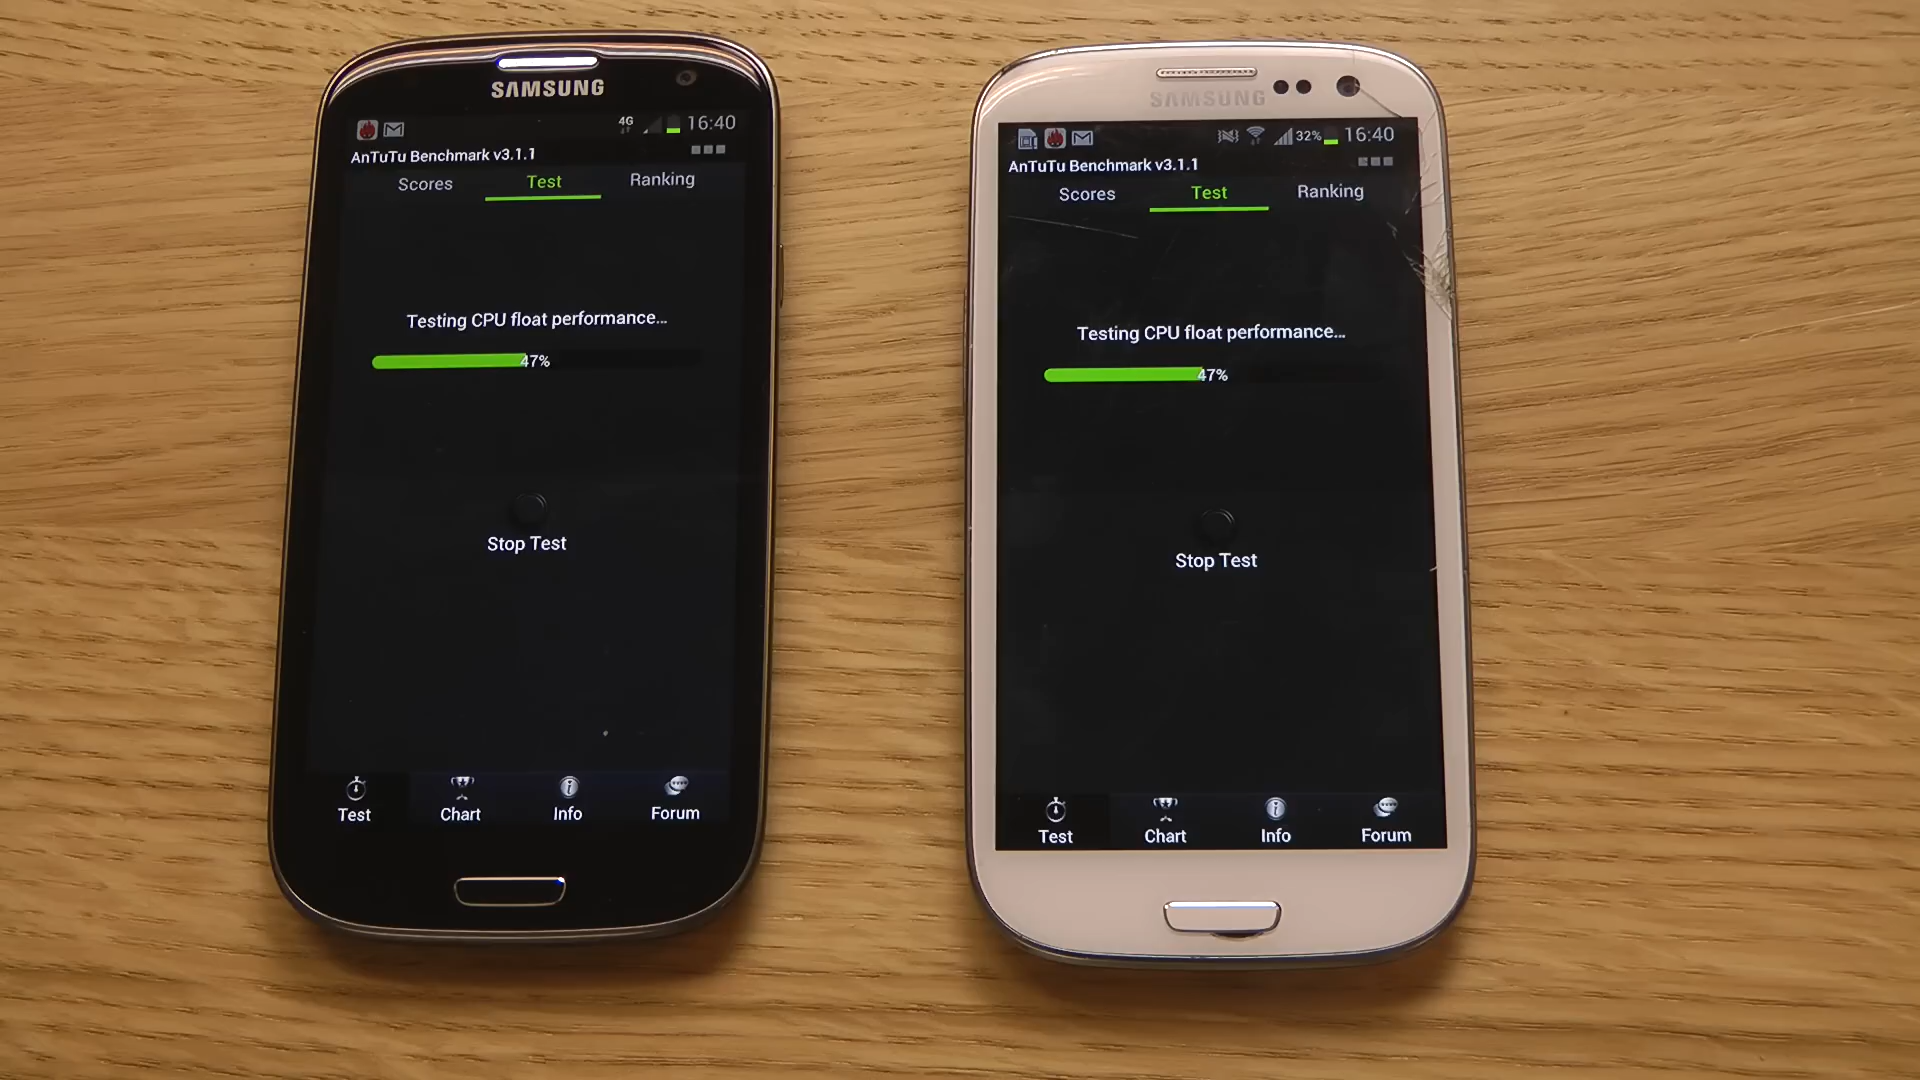 SAMSUNG
4G 16:40
AnTuTu Benchmark v3.1.1
Scores Test Ranking
Testing CPU float performance...
47%
Stop Test
Test Chart Info Forum
SAMSUNG
32% 16:40
AnTuTu Benchmark v3.1.1
Scores Test Ranking
Testing CPU float performance...
47%
Stop Test
Test Chart Info Forum